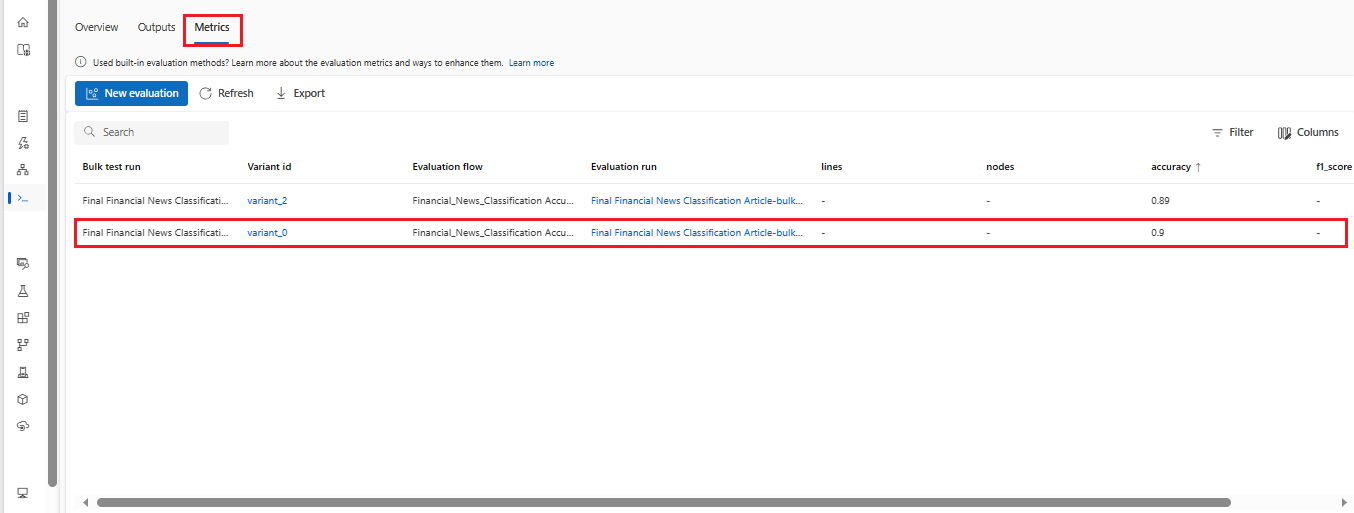 Overview Outputs Metrics
Used built-in evaluation methods? Learn more about the evaluation metrics and ways to enhance them. Learn more
New evaluation Refresh Export
Search Filter Columns
Bulk test run Variant id Evaluation flow Evaluation run lines nodes accuracy ↑ f1_score
Final Financial News Classificati... variant_2 Financial_News_Classification Accu... Final Financial News Classification Article-bulk... - - 0.89 -
Final Financial News Classificati... variant_0 Financial_News_Classification Accu... Final Financial News Classification Article-bulk... - - 0.9 -